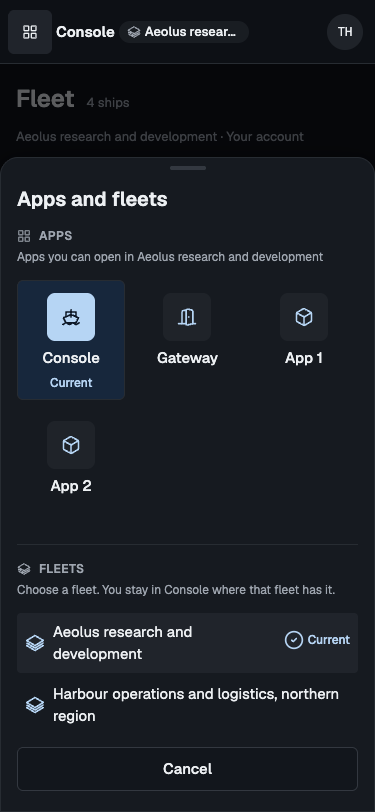 Console
Aeolus resear...
TH
Fleet
4 ships
Aeolus research and development · Your account
Apps and fleets
APPS
Apps you can open in Aeolus research and development
Console
Gateway
App 1
Current
App 2
FLEETS
Choose a fleet. You stay in Console where that fleet has it.
Aeolus research and
development
Current
Harbour operations and logistics, northern
region
Cancel